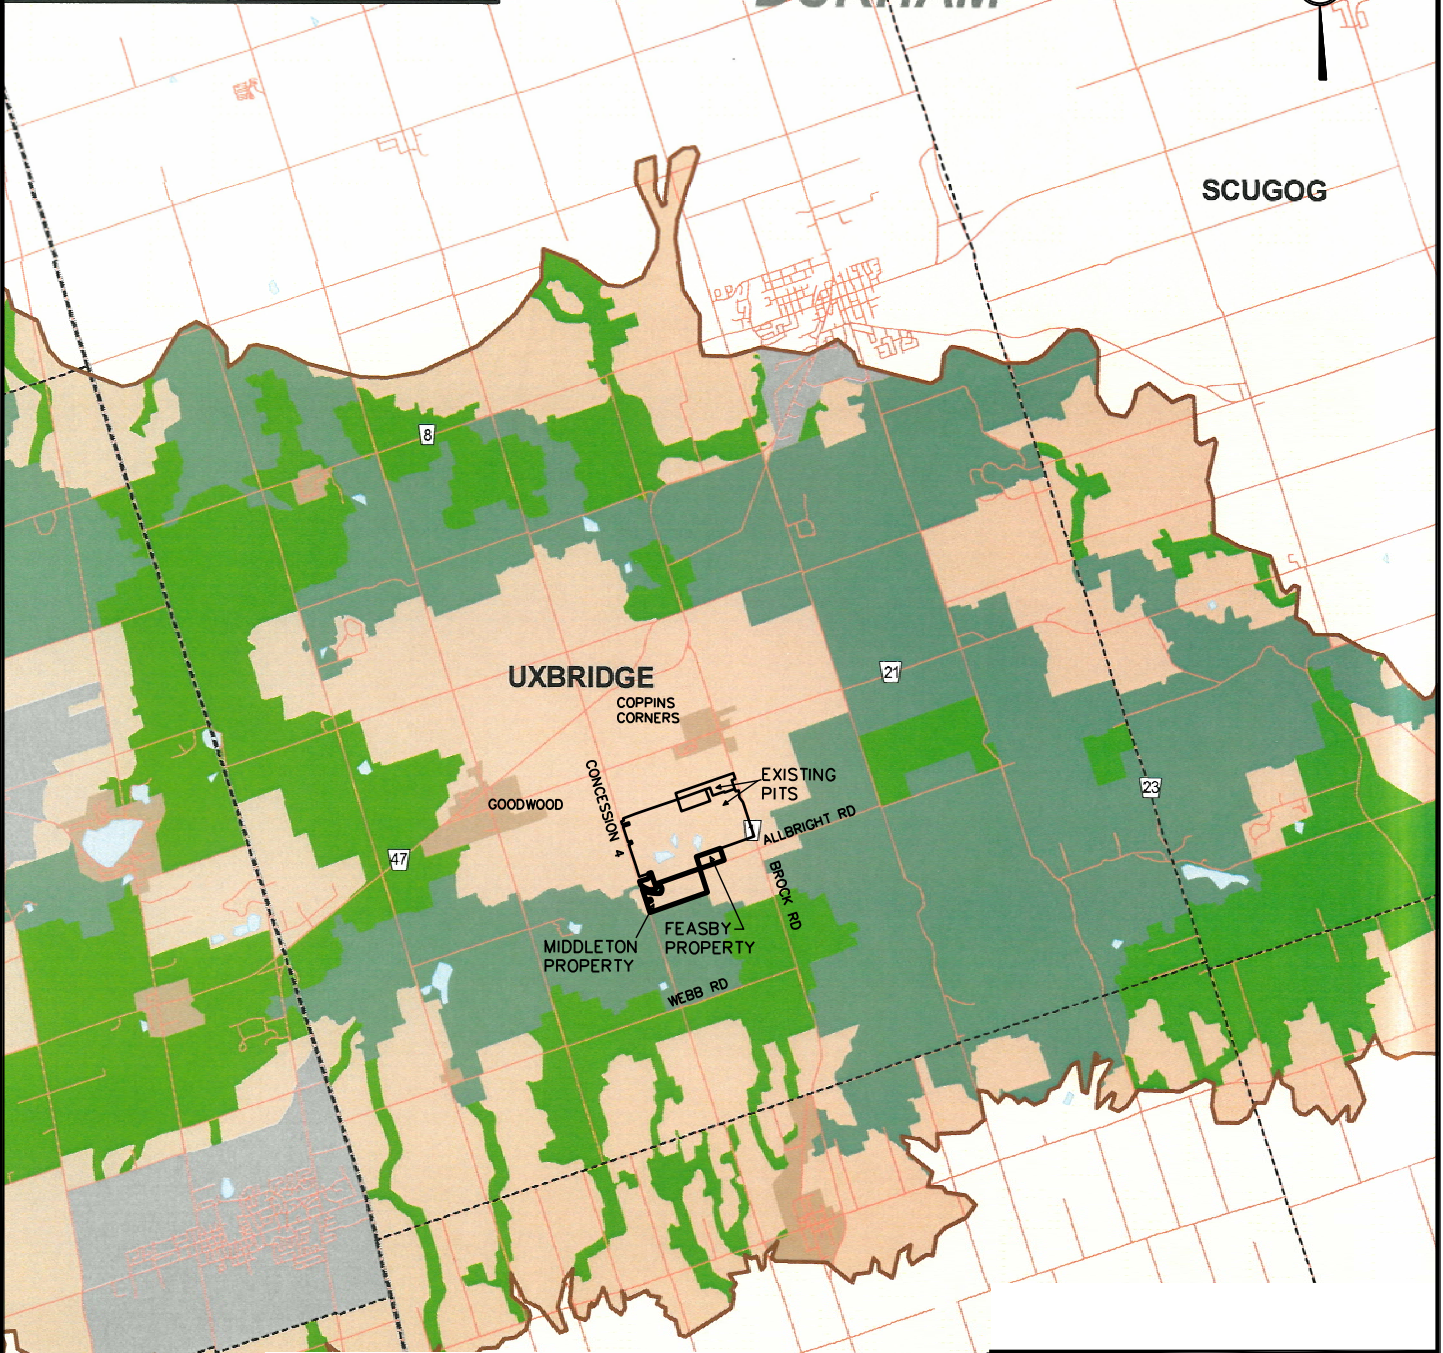 DURHAM
SCUGOG
8
UXBRIDGE
COPPINS
CORNERS
21
EXISTING
PITS
CONCESSION 4
GOODWOOD
23
ALLBRIGHT RD
47
BROCK RD
FEASBY
PROPERTY
MIDDLETON
PROPERTY
WEBB RD